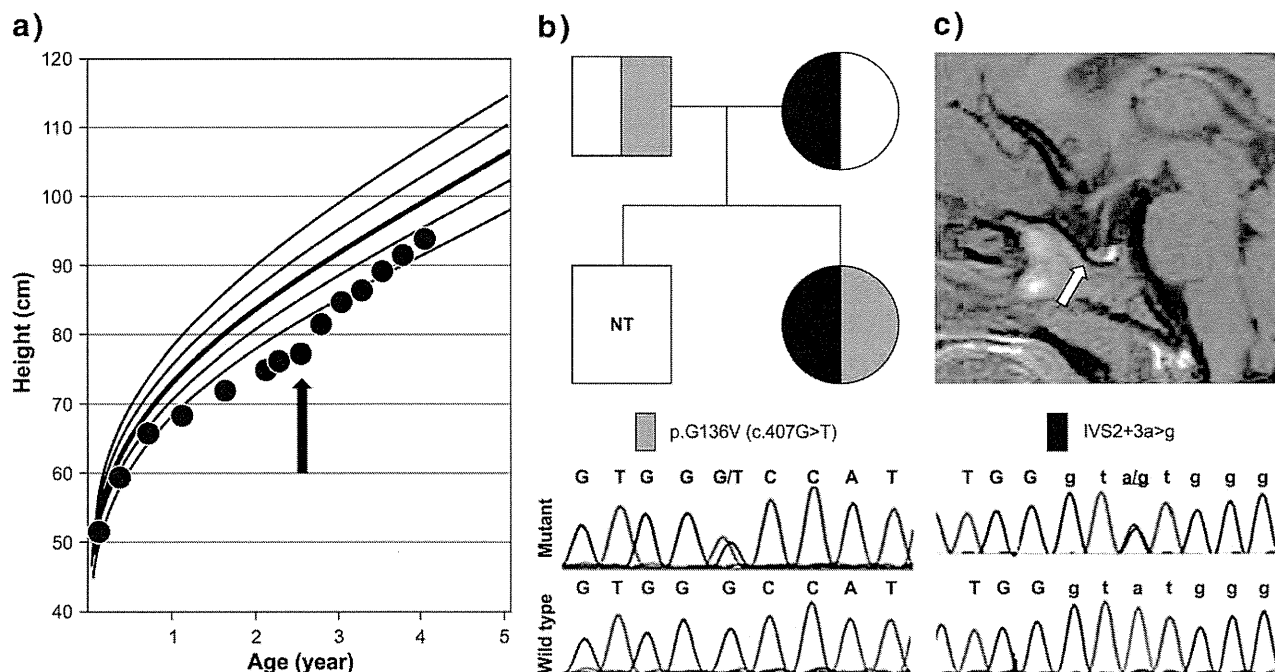 a)
120
110
100
90
80
70
60
50
40
Height (cm)
1 2 3 4 5
Age (year)
b)
NT
p.G136V (c.407G>T)
G T G G G/T C C A T
Mutant
G T G G G C C A T
Wild type
c)
IVS2+3a>g
T G G g t a/g t g g g
T G G g t a t g g g